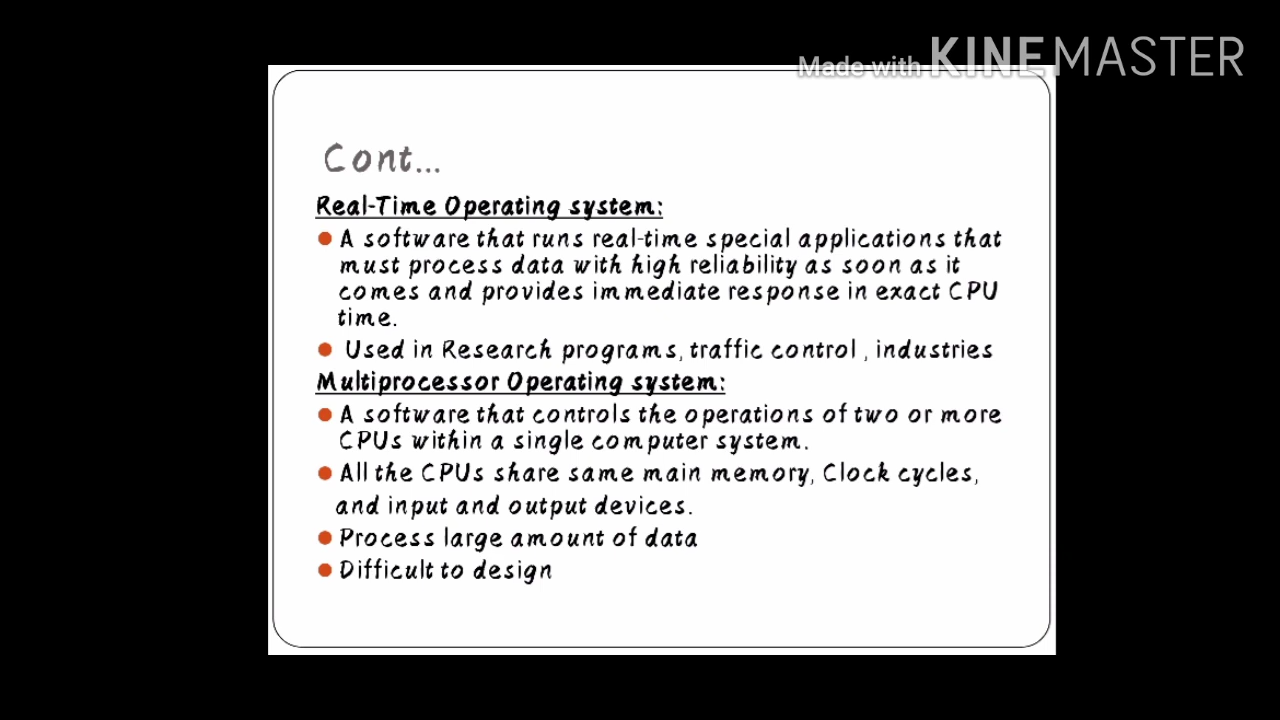 Made with KINEMASTER
Cont...
Real-Time Operating system:
A software that runs real-time special applications that
must process data with high reliability as soon as it
comes and provides immediate response in exact CPU
time.
Used in Research programs, traffic control , industries
Multiprocessor Operating system:
A software that controls the operations of two or more
CPUs within a single computer system.
All the CPUs share same main memory, Clock cycles,
and input and output devices.
Process large amount of data
Difficult to design